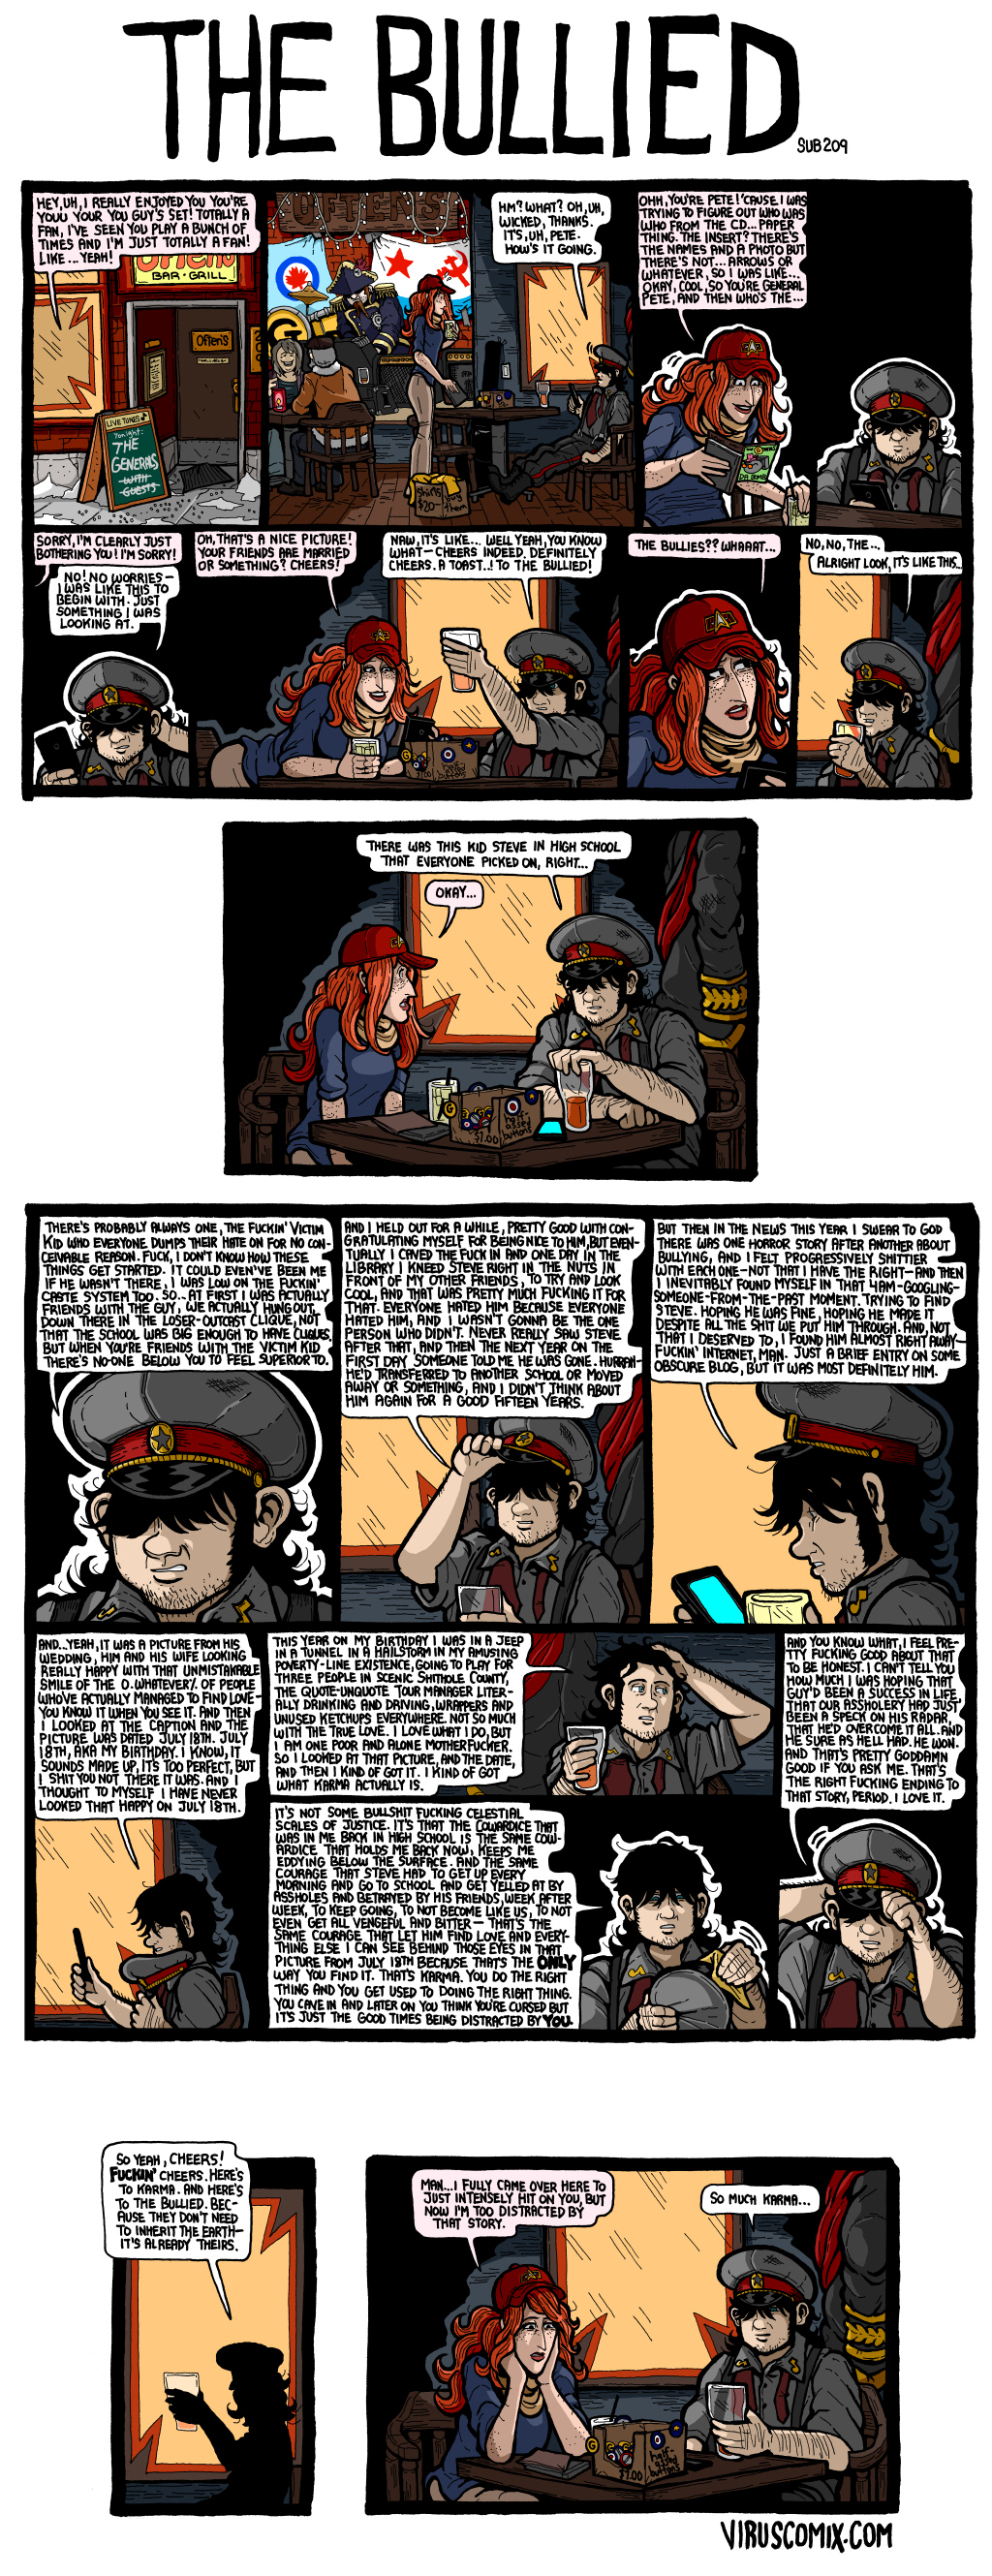 THE BULLIED
SUB209
HEY, UH, I REALLY ENJOYED YOU YOU'RE
YOUU YOUR YOU GUY'S SET! TOTALLY A
FAN, I'VE SEEN YOU PLAY A BUNCH OF
TIMES AND I'M JUST TOTALLY A FAN!
LIKE... YEAH!
Often's
BAR·GRILL
Often's
LIVE TUNES
Tonight:
THE
GENERALS
WITH
GUESTS
OFTEN'S
G
HM? WHAT? OH, UH,
WICKED, THANKS.
IT'S, UH, PETE.
HOW'S IT GOING.
Shirts
$20
buy
them
OHH, YOU'RE PETE! 'CAUSE I WAS
TRYING TO FIGURE OUT WHO WAS
WHO FROM THE CD... PAPER
THING. THE INSERT? THERE'S
THE NAMES AND A PHOTO BUT
THERE'S NOT... ARROWS OR
WHATEVER, SO I WAS LIKE...
OKAY, COOL, SO YOU'RE GENERAL
PETE, AND THEN WHO'S THE...
SORRY, I'M CLEARLY JUST
BOTHERING YOU! I'M SORRY!
NO! NO WORRIES—
I WAS LIKE THIS TO
BEGIN WITH. JUST
SOMETHING I WAS
LOOKING AT.
OH, THAT'S A NICE PICTURE!
YOUR FRIENDS ARE MARRIED
OR SOMETHING? CHEERS!
NAW, IT'S LIKE... WELL YEAH, YOU KNOW
WHAT—CHEERS INDEED. DEFINITELY
CHEERS. A TOAST..! TO THE BULLIED!
half-
assed
buttons
$1.00
THE BULLIES?? WHAAAT...
NO, NO, THE...
ALRIGHT LOOK, IT'S LIKE THIS...
THERE WAS THIS KID STEVE IN HIGH SCHOOL
THAT EVERYONE PICKED ON, RIGHT...
OKAY...
G
half-
assed
buttons
$1.00
THERE'S PROBABLY ALWAYS ONE, THE FUCKIN' VICTIM
KID WHO EVERYONE DUMPS THEIR HATE ON FOR NO CON-
CEIVABLE REASON. FUCK, I DON'T KNOW HOW THESE
THINGS GET STARTED. IT COULD EVEN'VE BEEN ME
IF HE WASN'T THERE, I WAS LOW ON THE FUCKIN'
CASTE SYSTEM TOO. SO.. AT FIRST I WAS ACTUALLY
FRIENDS WITH THE GUY, WE ACTUALLY HUNG OUT,
DOWN THERE IN THE LOSER-OUTCAST CLIQUE, NOT
THAT THE SCHOOL WAS BIG ENOUGH TO HAVE CLIQUES,
BUT WHEN YOU'RE FRIENDS WITH THE VICTIM KID
THERE'S NO-ONE BELOW YOU TO FEEL SUPERIOR TO.
AND I HELD OUT FOR A WHILE, PRETTY GOOD WITH CON-
GRATULATING MYSELF FOR BEING NICE TO HIM, BUT EVEN-
TUALLY I CAVED THE FUCK IN AND ONE DAY IN THE
LIBRARY I KNEED STEVE RIGHT IN THE NUTS IN
FRONT OF MY OTHER FRIENDS, TO TRY AND LOOK
COOL, AND THAT WAS PRETTY MUCH FUCKING IT FOR
THAT. EVERYONE HATED HIM BECAUSE EVERYONE
HATED HIM, AND I WASN'T GONNA BE THE ONE
PERSON WHO DIDN'T. NEVER REALLY SAW STEVE
AFTER THAT, AND THEN THE NEXT YEAR ON THE
FIRST DAY SOMEONE TOLD ME HE WAS GONE. HURRAH—
HE'D TRANSFERRED TO ANOTHER SCHOOL OR MOVED
AWAY OR SOMETHING, AND I DIDN'T THINK ABOUT
HIM AGAIN FOR A GOOD FIFTEEN YEARS.
BUT THEN IN THE NEWS THIS YEAR I SWEAR TO GOD
THERE WAS ONE HORROR STORY AFTER ANOTHER ABOUT
BULLYING, AND I FELT PROGRESSIVELY SHITTIER
WITH EACH ONE—NOT THAT I HAVE THE RIGHT—AND THEN
I INEVITABLY FOUND MYSELF IN THAT HAM-GOOGLING-
SOMEONE-FROM-THE-PAST MOMENT, TRYING TO FIND
STEVE. HOPING HE WAS FINE, HOPING HE MADE IT
DESPITE ALL THE SHIT WE PUT HIM THROUGH. AND, NOT
THAT I DESERVED TO, I FOUND HIM ALMOST RIGHT AWAY—
FUCKIN' INTERNET, MAN. JUST A BRIEF ENTRY ON SOME
OBSCURE BLOG, BUT IT WAS MOST DEFINITELY HIM.
AND...YEAH, IT WAS A PICTURE FROM HIS
WEDDING, HIM AND HIS WIFE LOOKING
REALLY HAPPY WITH THAT UNMISTAKABLE
SMILE OF THE 0.WHATEVER% OF PEOPLE
WHO'VE ACTUALLY MANAGED TO FIND LOVE—
YOU KNOW IT WHEN YOU SEE IT. AND THEN
I LOOKED AT THE CAPTION AND THE
PICTURE WAS DATED JULY 18TH. JULY
18TH, AKA MY BIRTHDAY. I KNOW, IT
SOUNDS MADE UP, IT'S TOO PERFECT, BUT
I SHIT YOU NOT THERE IT WAS. AND I
THOUGHT TO MYSELF I HAVE NEVER
LOOKED THAT HAPPY ON JULY 18TH.
THIS YEAR ON MY BIRTHDAY I WAS IN A JEEP
IN A TUNNEL IN A HAILSTORM IN MY AMUSING
POVERTY-LINE EXISTENCE, GOING TO PLAY FOR
THREE PEOPLE IN SCENIC SHITHOLE COUNTY,
THE QUOTE-UNQUOTE TOUR MANAGER LITER-
ALLY DRINKING AND DRIVING, WRAPPERS AND
UNUSED KETCHUPS EVERYWHERE. NOT SO MUCH
WITH THE TRUE LOVE. I LOVE WHAT I DO, BUT
I AM ONE POOR AND ALONE MOTHERFUCKER.
SO I LOOKED AT THAT PICTURE, AND THE DATE,
AND THEN I KIND OF GOT IT. I KIND OF GOT
WHAT KARMA ACTUALLY IS.
IT'S NOT SOME BULLSHIT FUCKING CELESTIAL
SCALES OF JUSTICE. IT'S THAT THE COWARDICE THAT
WAS IN ME BACK IN HIGH SCHOOL IS THE SAME COW-
ARDICE THAT HOLDS ME BACK NOW, KEEPS ME
EDDYING BELOW THE SURFACE. AND THE SAME
COURAGE THAT STEVE HAD TO GET UP EVERY
MORNING AND GO TO SCHOOL AND GET YELLED AT BY
ASSHOLES AND BETRAYED BY HIS FRIENDS, WEEK AFTER
WEEK, TO KEEP GOING, TO NOT BECOME LIKE US, TO NOT
EVEN GET ALL VENGEFUL AND BITTER— THAT'S THE
SAME COURAGE THAT LET HIM FIND LOVE AND EVERY-
THING ELSE I CAN SEE BEHIND THOSE EYES IN THAT
PICTURE FROM JULY 18TH BECAUSE THAT'S THE ONLY
WAY YOU FIND IT. THAT'S KARMA. YOU DO THE RIGHT
THING AND YOU GET USED TO DOING THE RIGHT THING.
YOU CAVE IN AND LATER ON YOU THINK YOU'RE CURSED BUT
IT'S JUST THE GOOD TIMES BEING DISTRACTED BY YOU.
AND YOU KNOW WHAT, I FEEL PRE-
TTY FUCKING GOOD ABOUT THAT
TO BE HONEST. I CAN'T TELL YOU
HOW MUCH I WAS HOPING THAT
GUY'D BEEN A SUCCESS IN LIFE,
THAT OUR ASSHOLERY HAD JUST
BEEN A SPECK ON HIS RADAR,
THAT HE'D OVERCOME IT ALL. AND
HE SURE AS HELL HAD. HE WON.
AND THAT'S PRETTY GODDAMN
GOOD IF YOU ASK ME. THAT'S
THE RIGHT FUCKING ENDING TO
THAT STORY, PERIOD. I LOVE IT.
SO YEAH, CHEERS!
FUCKIN' CHEERS. HERE'S
TO KARMA. AND HERE'S
TO THE BULLIED. BEC-
AUSE THEY DON'T NEED
TO INHERIT THE EARTH—
IT'S ALREADY THEIRS.
MAN... I FULLY CAME OVER HERE TO
JUST INTENSELY HIT ON YOU, BUT
NOW I'M TOO DISTRACTED BY
THAT STORY.
SO MUCH KARMA...
G
half-
assed
buttons
$1.00
VIRUSCOMIX.COM